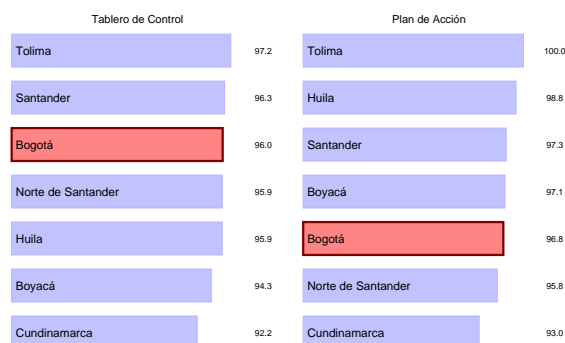 Tablero de Control
Tolima 97.2
Santander 96.3
Bogotá 96.0
Norte de Santander 95.9
Huila 95.9
Boyacá 94.3
Cundinamarca 92.2
Plan de Acción
Tolima 100.0
Huila 98.8
Santander 97.3
Boyacá 97.1
Bogotá 96.8
Norte de Santander 95.8
Cundinamarca 93.0